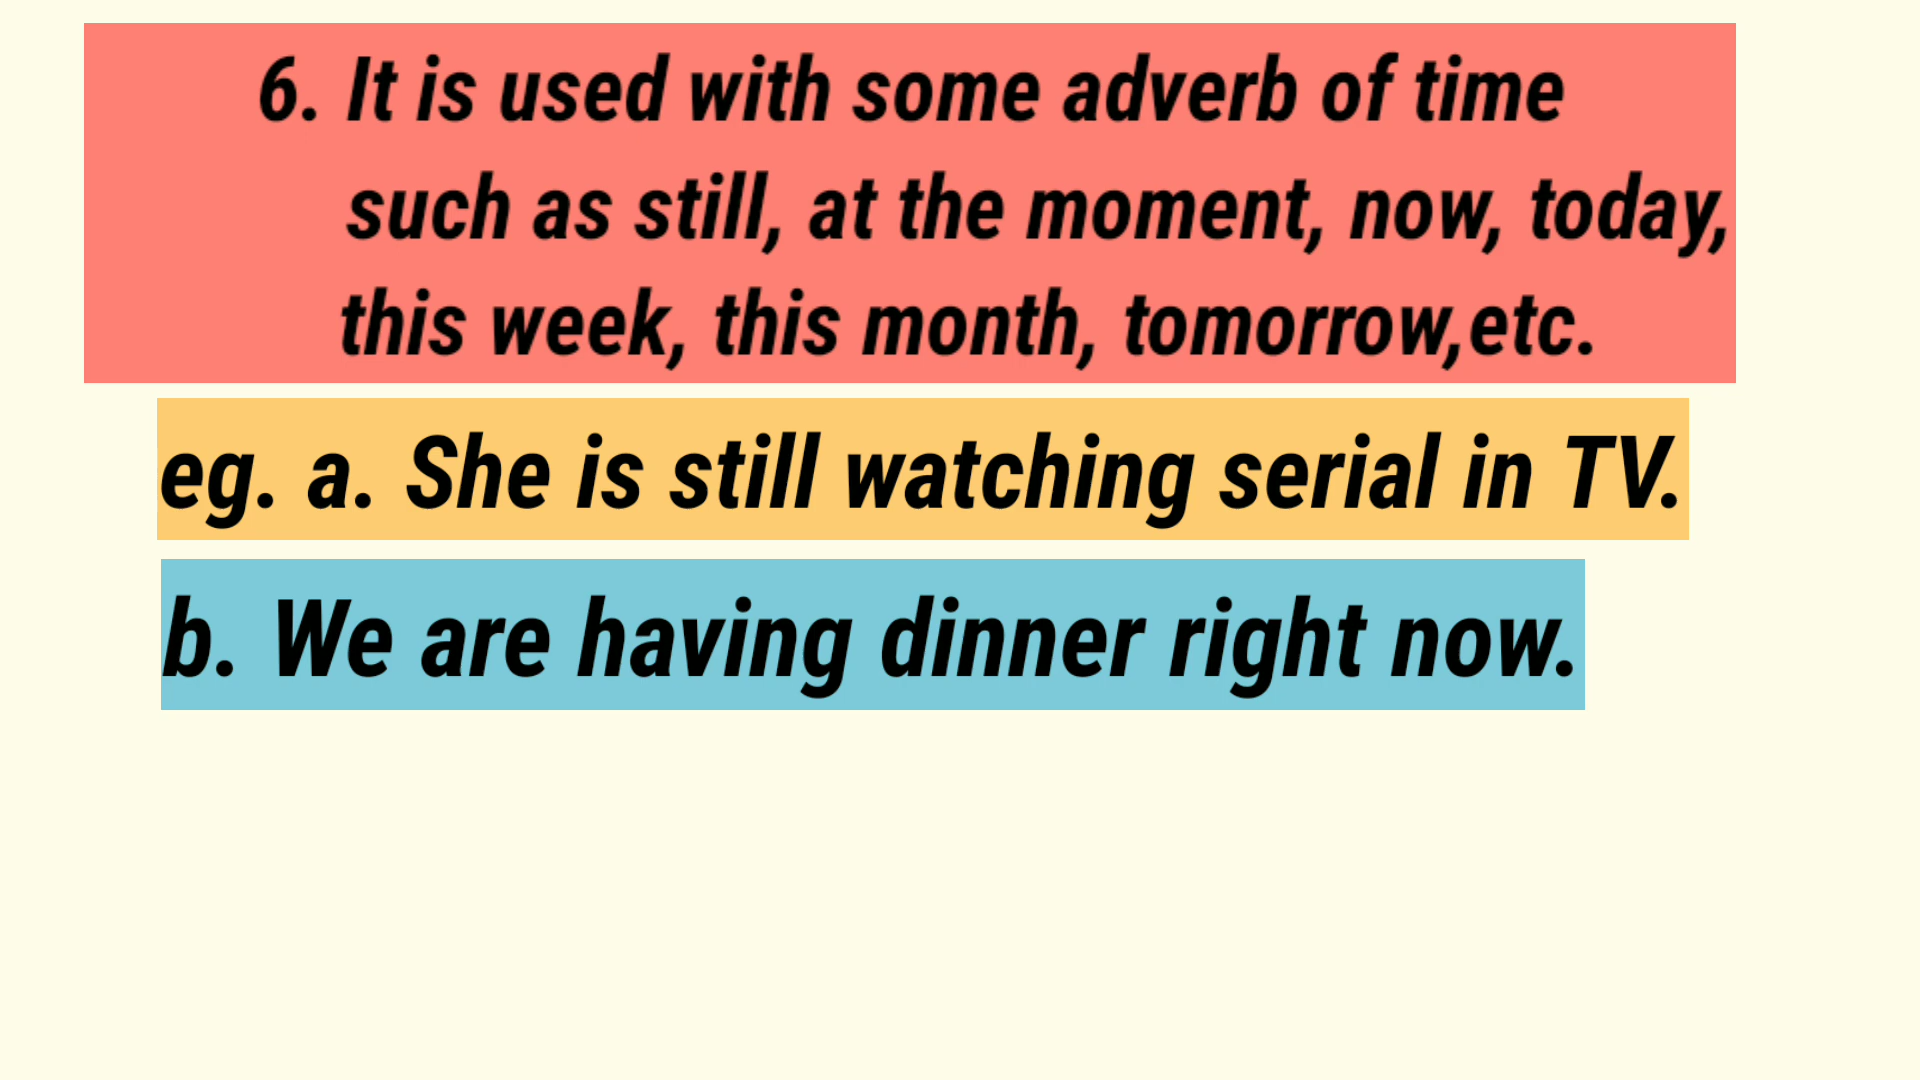 6. It is used with some adverb of time
such as still, at the moment, now, today,
this week, this month, tomorrow,etc.
eg. a. She is still watching serial in TV.
b. We are having dinner right now.